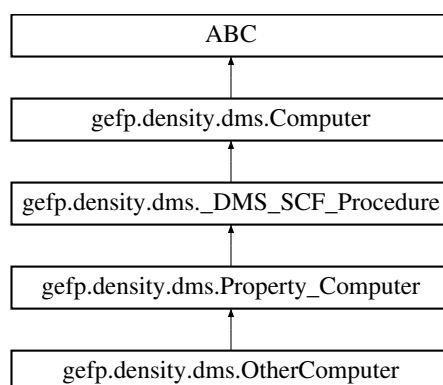 ABC
gefp.density.dms.Computer
gefp.density.dms._DMS_SCF_Procedure
gefp.density.dms.Property_Computer
gefp.density.dms.OtherComputer